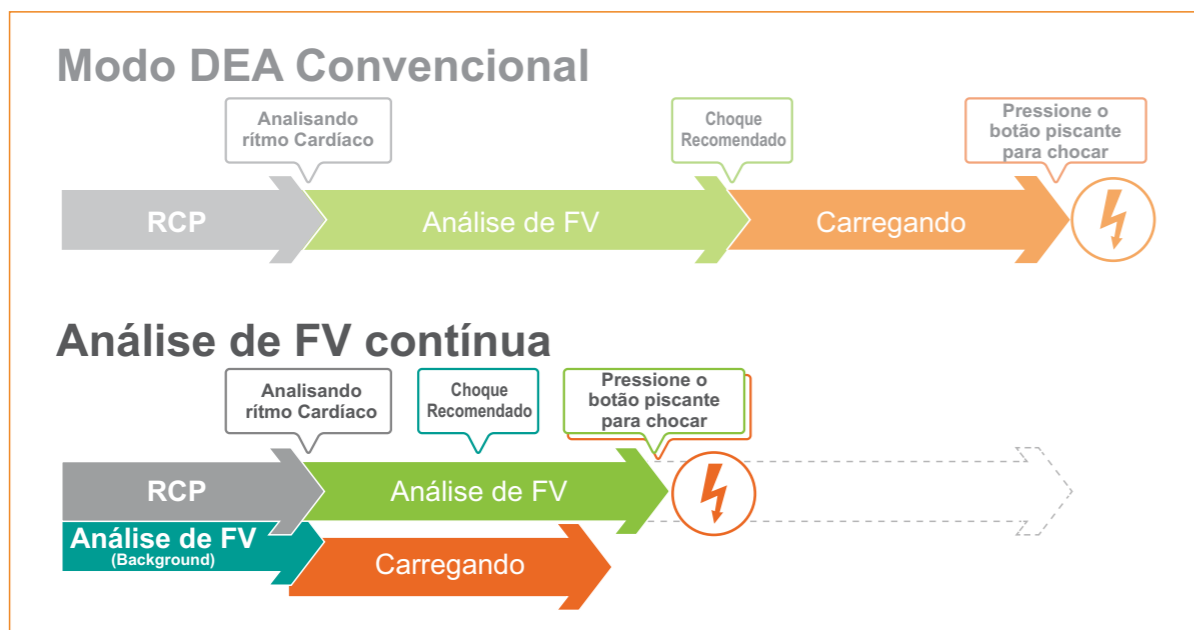 Modo DEA Convencional
Analisando
rítmo Cardíaco
Choque
Recomendado
Pressione o
botão piscante
para chocar
RCP
Análise de FV
Carregando
Análise de FV contínua
Analisando
rítmo Cardíaco
Choque
Recomendado
Pressione o
botão piscante
para chocar
RCP
Análise de FV
Análise de FV
(Background)
Carregando